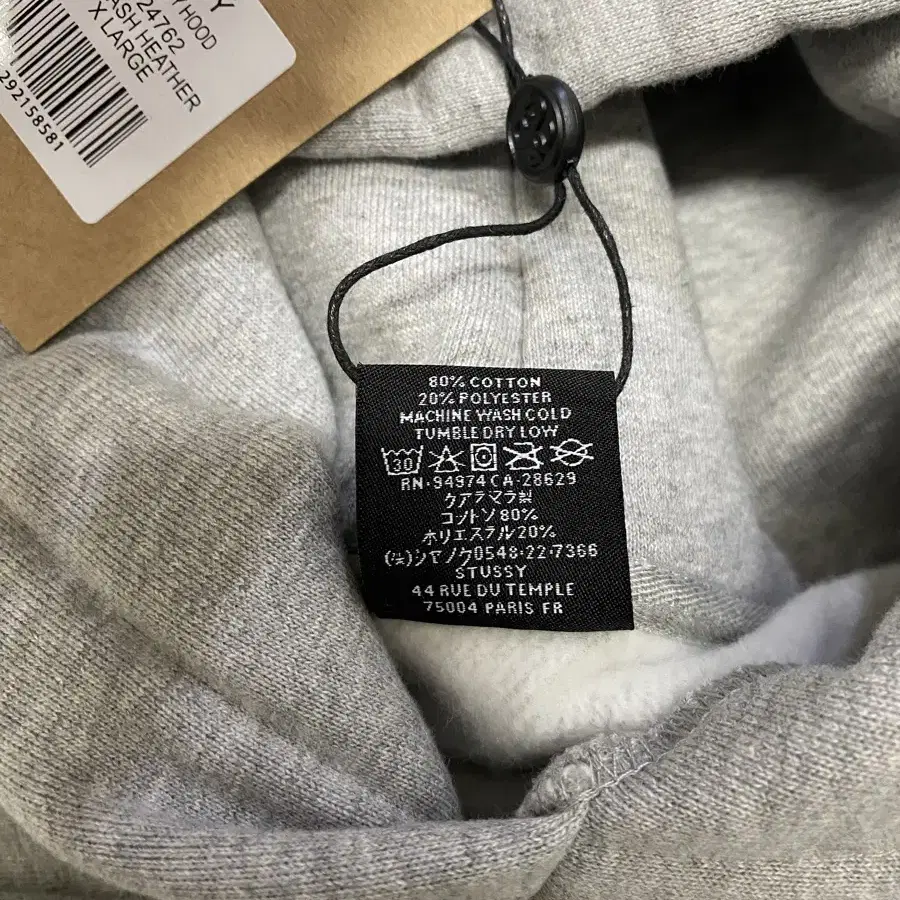 Y
HOOD
24762
ASH HEATHER
X LARGE
292158581
80% COTTON
20% POLYESTER
MACHINE WASH COLD
TUMBLE DRY LOW
30
RN-94974 CA-28629
クアテマラ製
コットン80%
ホリエステル20%
(株)シヤノク0548-22-7366
STUSSY
44 RUE DU TEMPLE
75004 PARIS FR